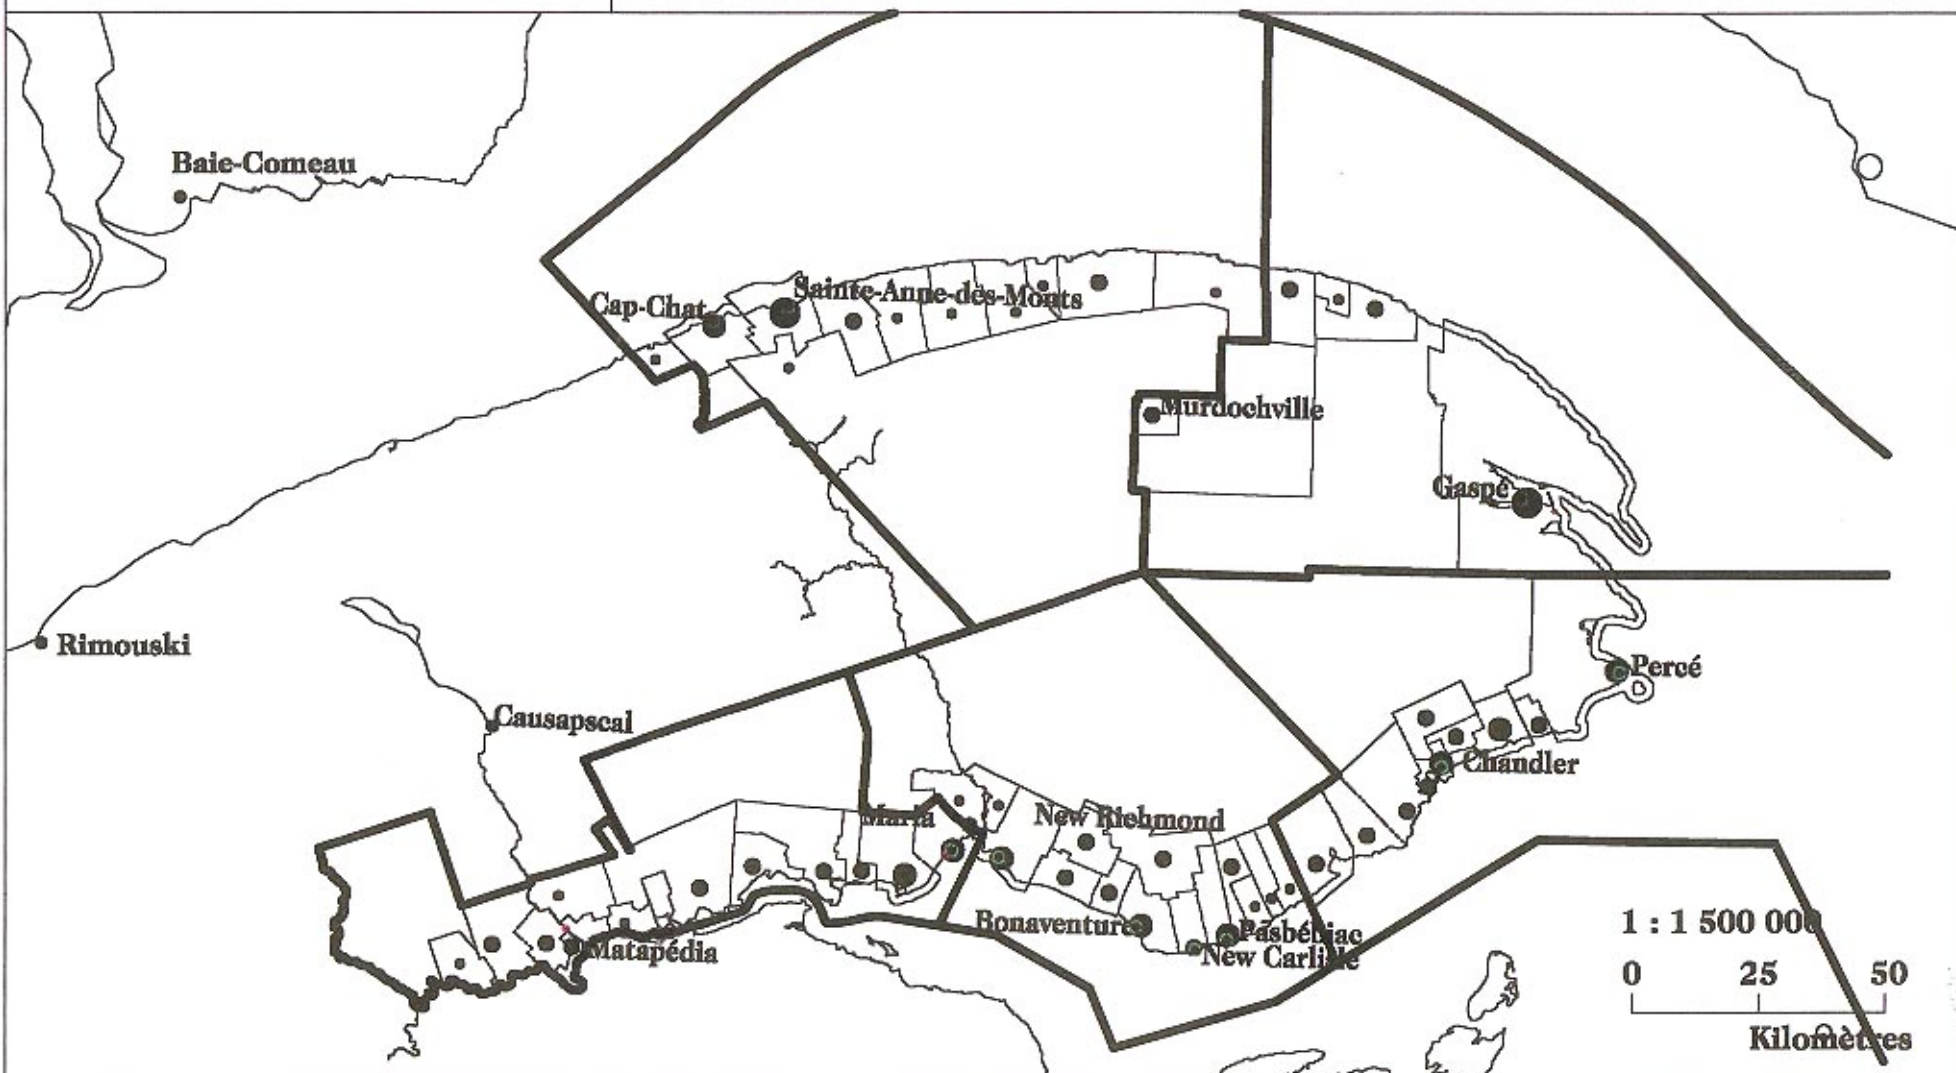 Baie-Comeau
Sainte-Anne-des-Monts
Cap-Chat
Murdochville
Gaspé
Rimouski
Percé
Causapscal
Chandler
Maria
New Richmond
Bonaventure
Pasbébiac
Matapédia
New Carlisle
1 : 1 500 000
0 25 50
Kilomètres